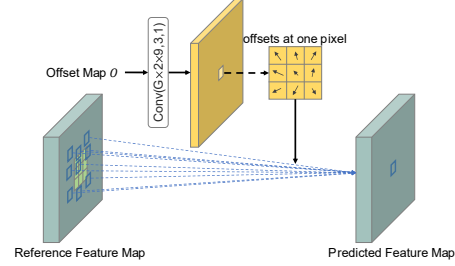 offsets at one pixel
Offset Map O
Conv(G×2×9,3,1)
Reference Feature Map
Predicted Feature Map